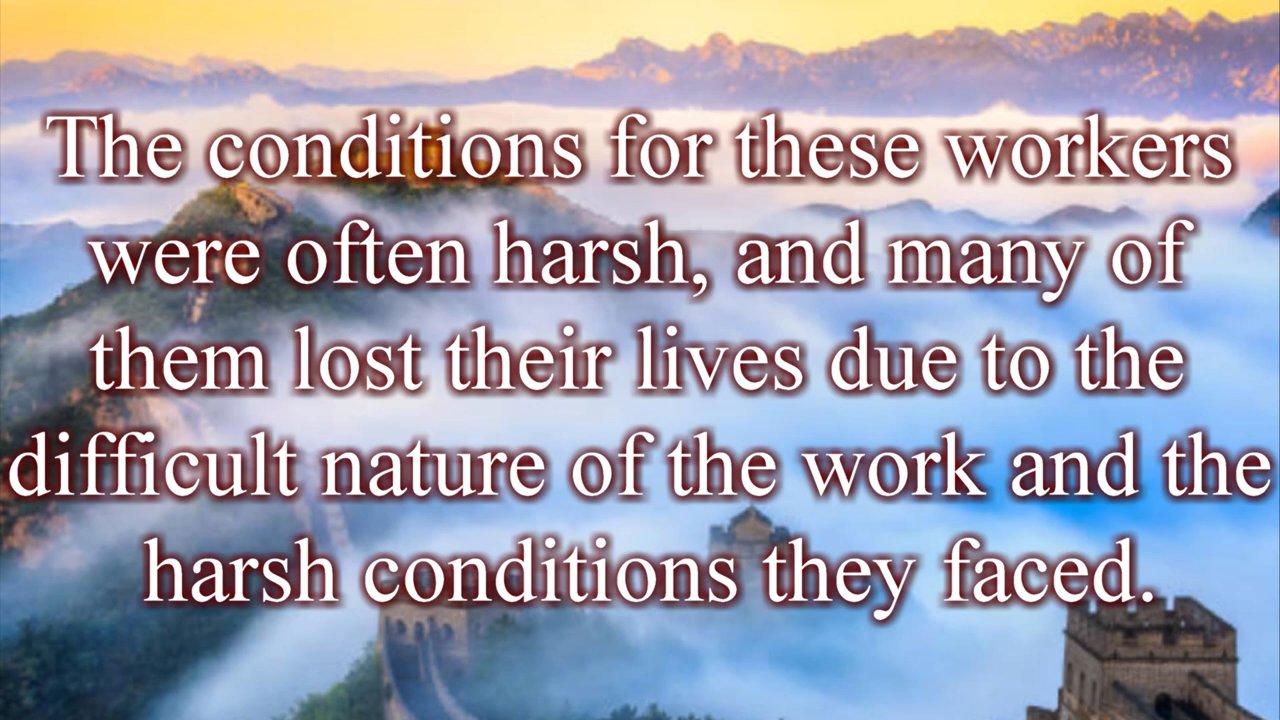 The conditions for these workers
were often harsh, and many of
them lost their lives due to the
difficult nature of the work and the
harsh conditions they faced.